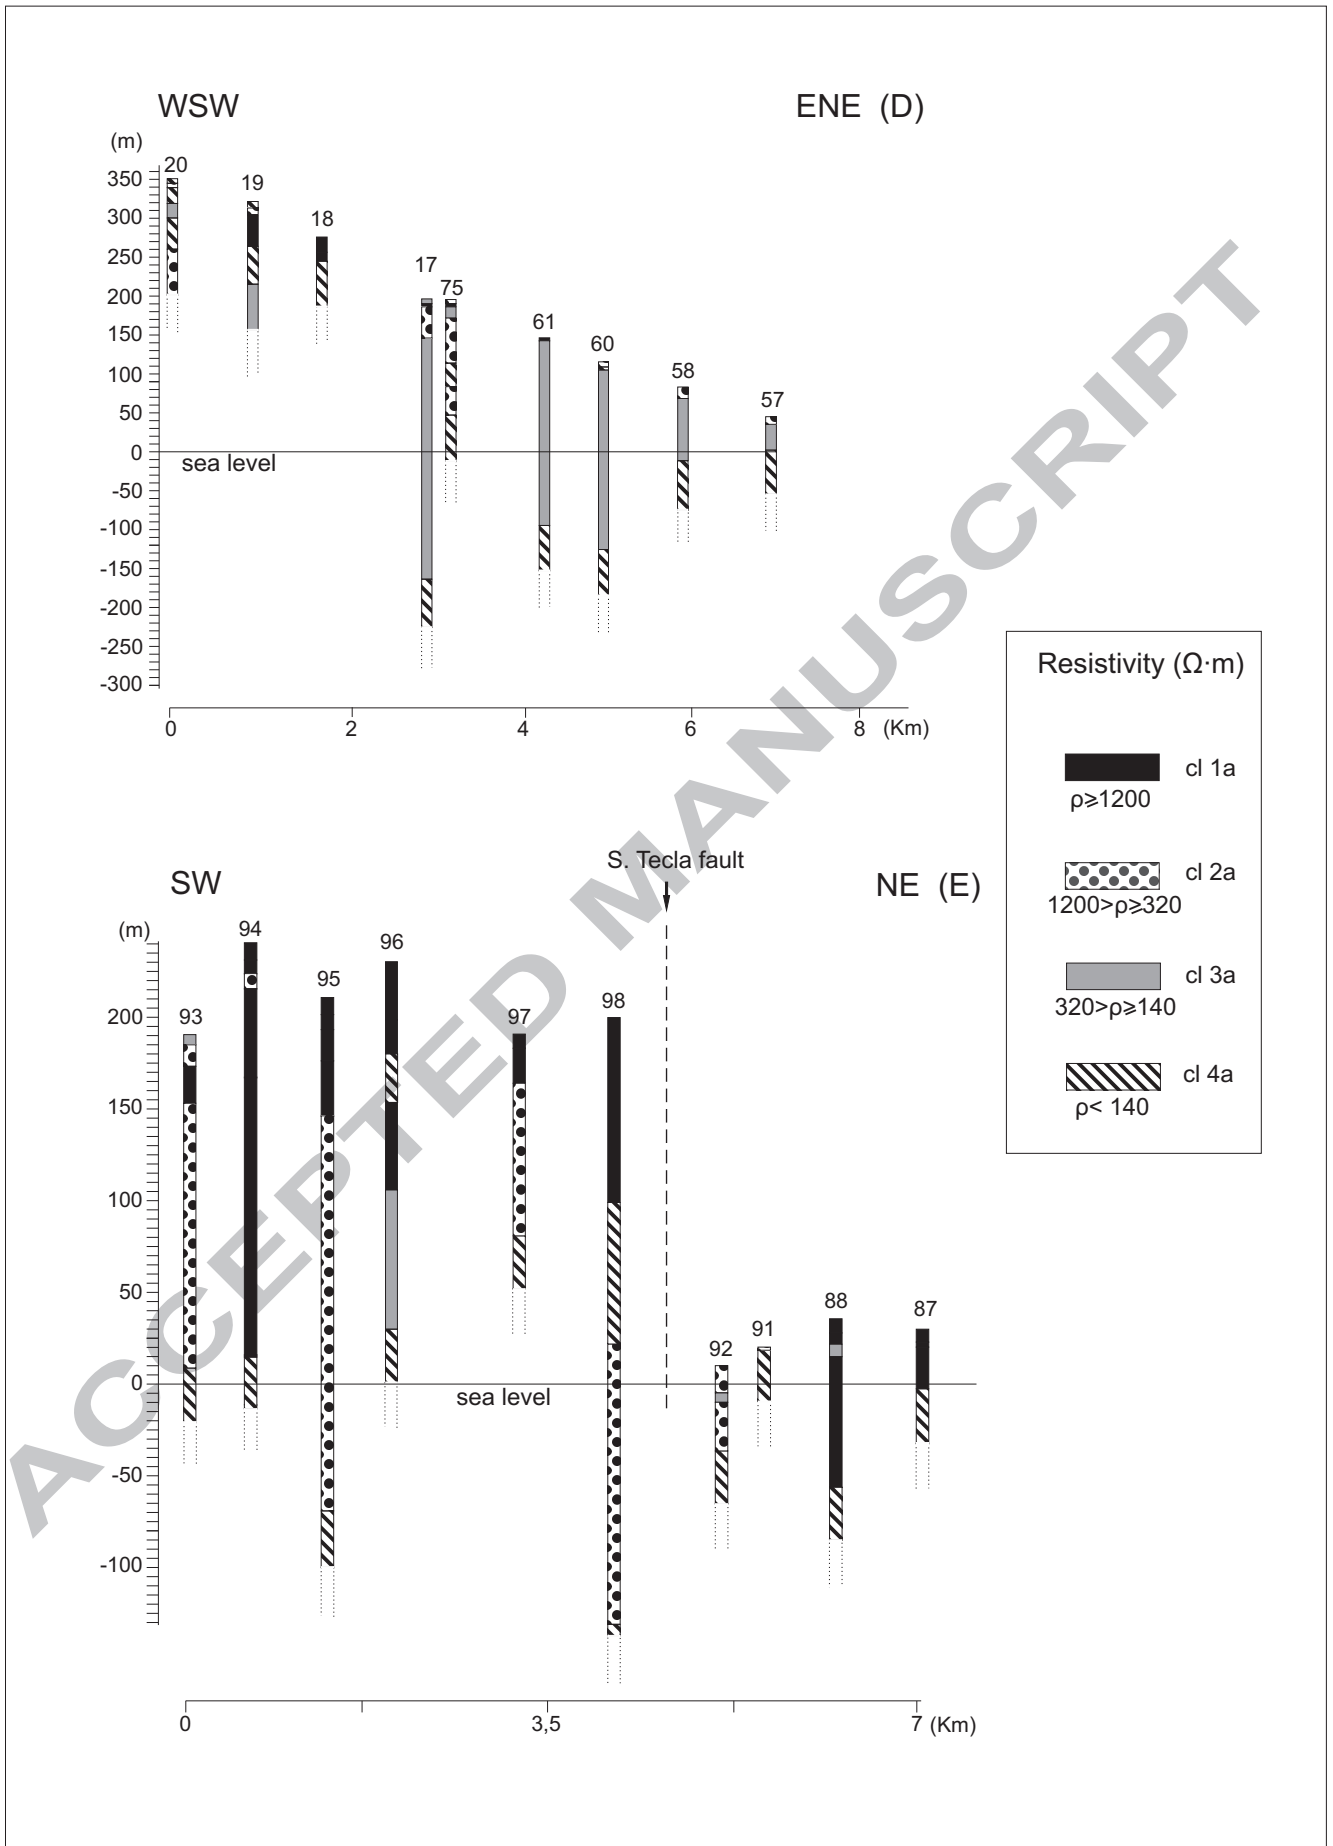 WSW ENE (D)
(m)
20
19
18
17
75
61
60
58
57
350
300
250
200
150
100
50
0
-50
-100
-150
-200
-250
-300
sea level
0 2 4 6 8 (Km)
Resistivity (Ω·m)
cl 1a
ρ≥1200
cl 2a
1200>ρ≥320
cl 3a
320>ρ≥140
cl 4a
ρ< 140
S. Tecla fault
SW NE (E)
(m)
93
94
95
96
97
98
92
91
88
87
200
150
100
50
0
-50
-100
sea level
0 3,5 7 (Km)
ACCEPTED MANUSCRIPT